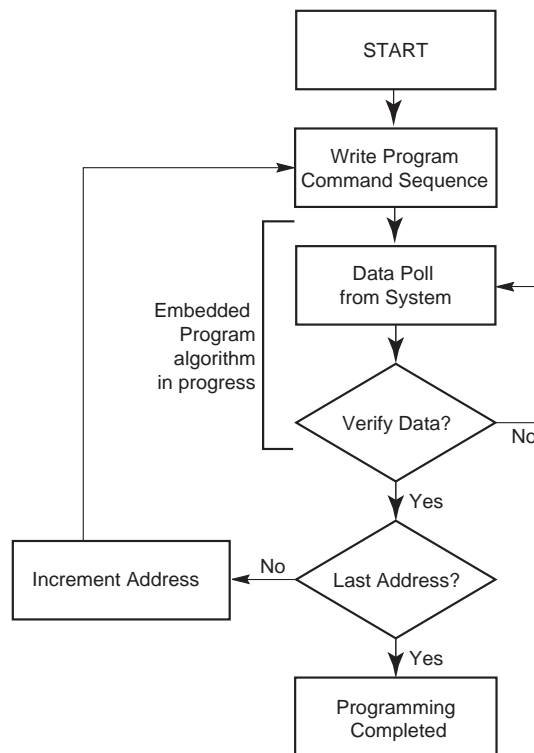 START
Write Program
Command Sequence
Data Poll
from System
Embedded
Program
algorithm
in progress
Verify Data?
No
Yes
Last Address?
No
Increment Address
Yes
Programming
Completed